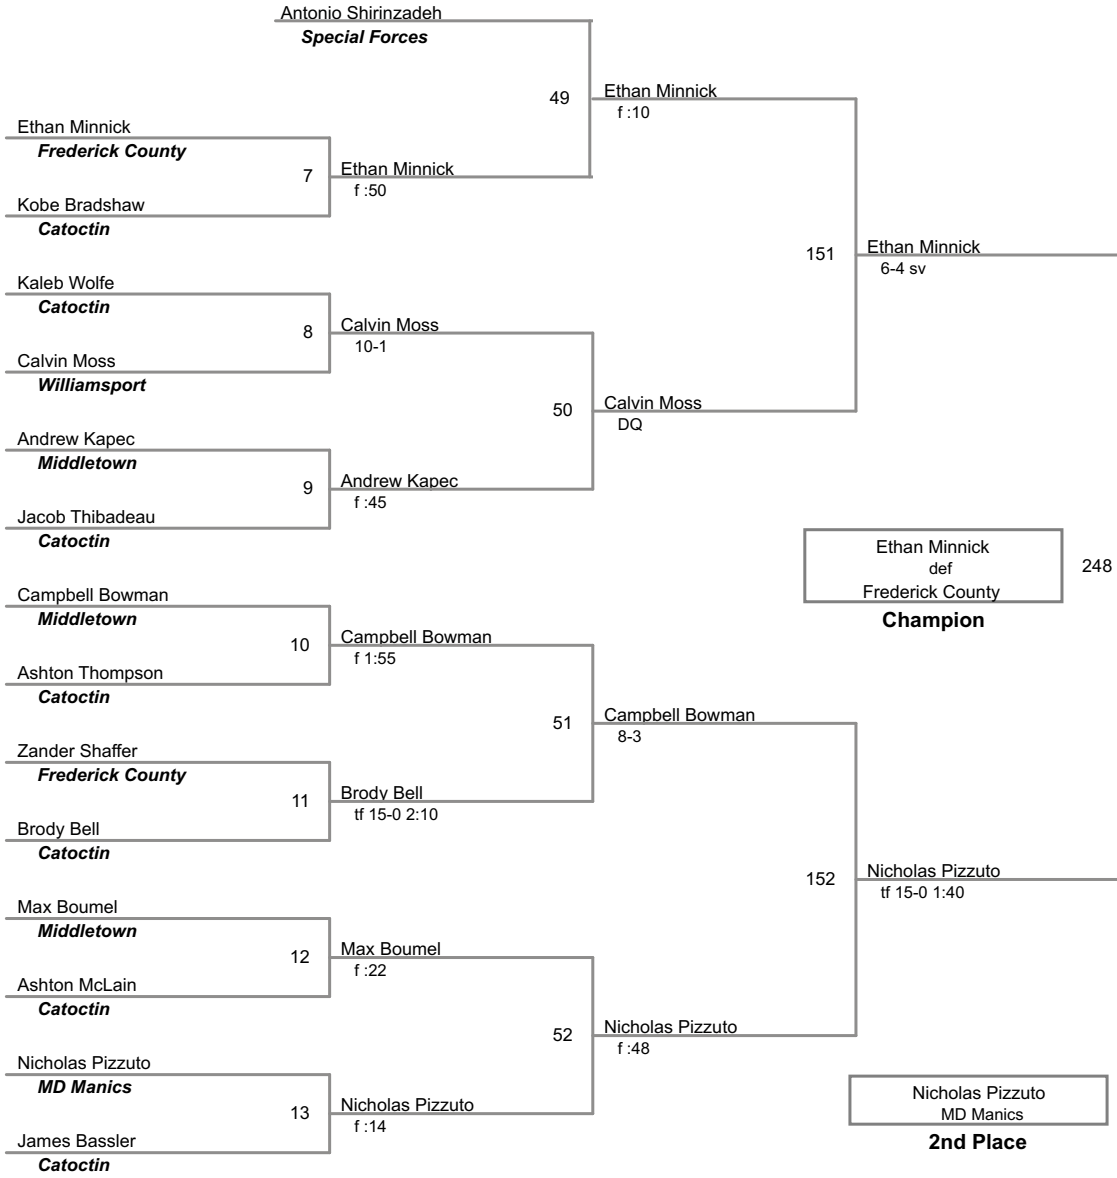 Antonio Shirinzadeh
Special Forces
49
Ethan Minnick
f :10
Ethan Minnick
Frederick County
7
Ethan Minnick
f :50
Kobe Bradshaw
Catoctin
151
Ethan Minnick
6-4 sv
Kaleb Wolfe
Catoctin
8
Calvin Moss
10-1
Calvin Moss
Williamsport
50
Calvin Moss
DQ
Andrew Kapec
Middletown
9
Andrew Kapec
f :45
Jacob Thibadeau
Catoctin
Ethan Minnick
def
Frederick County
248
Champion
Campbell Bowman
Middletown
10
Campbell Bowman
f 1:55
Ashton Thompson
Catoctin
51
Campbell Bowman
8-3
Zander Shaffer
Frederick County
11
Brody Bell
tf 15-0 2:10
Brody Bell
Catoctin
152
Nicholas Pizzuto
tf 15-0 1:40
Max Boumel
Middletown
12
Max Boumel
f :22
Ashton McLain
Catoctin
52
Nicholas Pizzuto
f :48
Nicholas Pizzuto
MD Manics
13
Nicholas Pizzuto
f :14
James Bassler
Catoctin
Nicholas Pizzuto
MD Manics
2nd Place